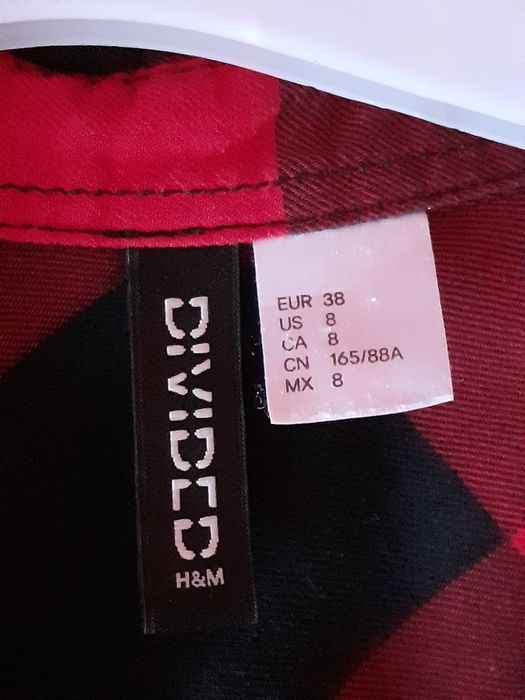 DIVIDED
H&M
EUR 38
US 8
CA 8
CN 165/88A
MX 8